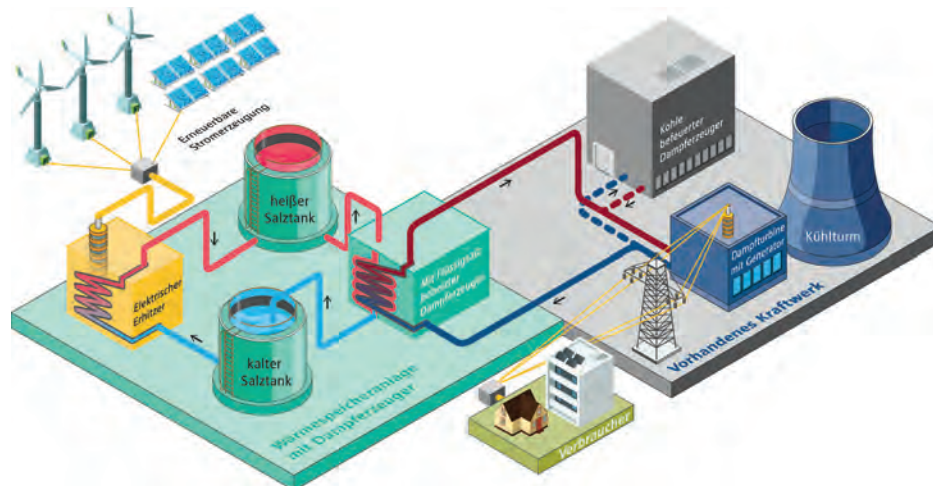 Erneuerbare
Stromerzeugung
heißer
Salztank
Elektrischer
Erhitzer
kalter
Salztank
Mit Flüssigsalz
beheizter
Dampferzeuger
Wärmespeicheranlage
mit Dampferzeuger
Kohle
befeuerter
Dampferzeuger
Kühlturm
Dampfturbine
mit Generator
Vorhandenes Kraftwerk
Verbraucher